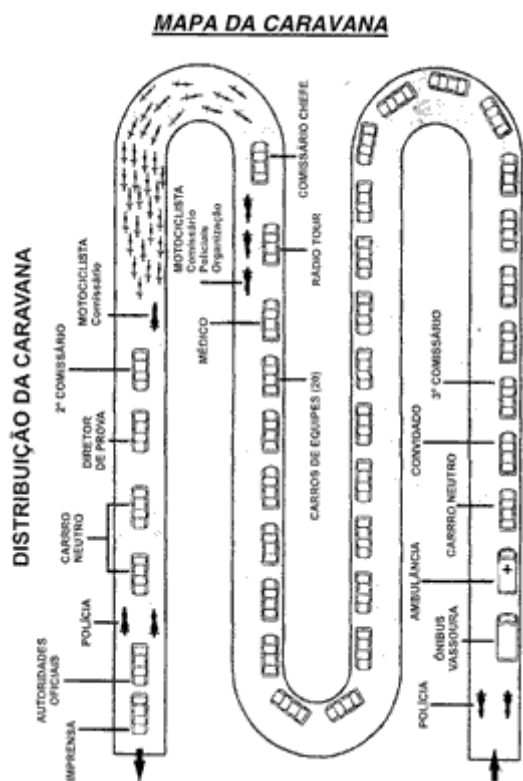 MAPA DA CARAVANA
DISTRIBUIÇÃO DA CARAVANA
IMPRENSA
AUTORIDADES
OFICIAIS
POLÍCIA
CARRRO
NEUTRO
DIRETOR
DE PROVA
2º COMISSÁRIO
MOTOCICLISTA
Comissário
COMISSÁRIO CHEFE
MOTOCICLISTA
Comissário
Policiais
Organização
RÁDIO TOUR
MÉDICO
CARROS DE EQUIPES (20)
3º COMISSÁRIO
CONVIDADO
CARRRO NEUTRO
AMBULÂNCIA
ÔNIBUS
VASSOURA
POLÍCIA